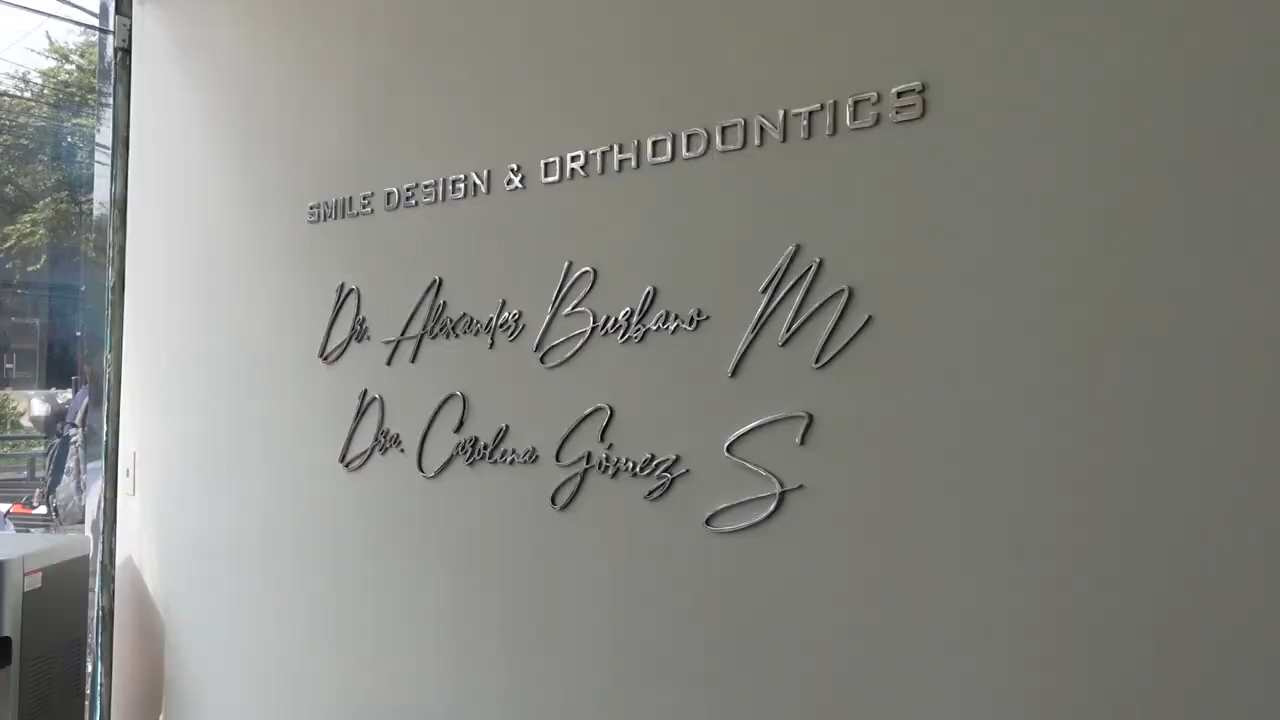 SMILE DESIGN & ORTHODONTICS
Dr. Alexander Burbano M
Dra. Carolina Gómez S